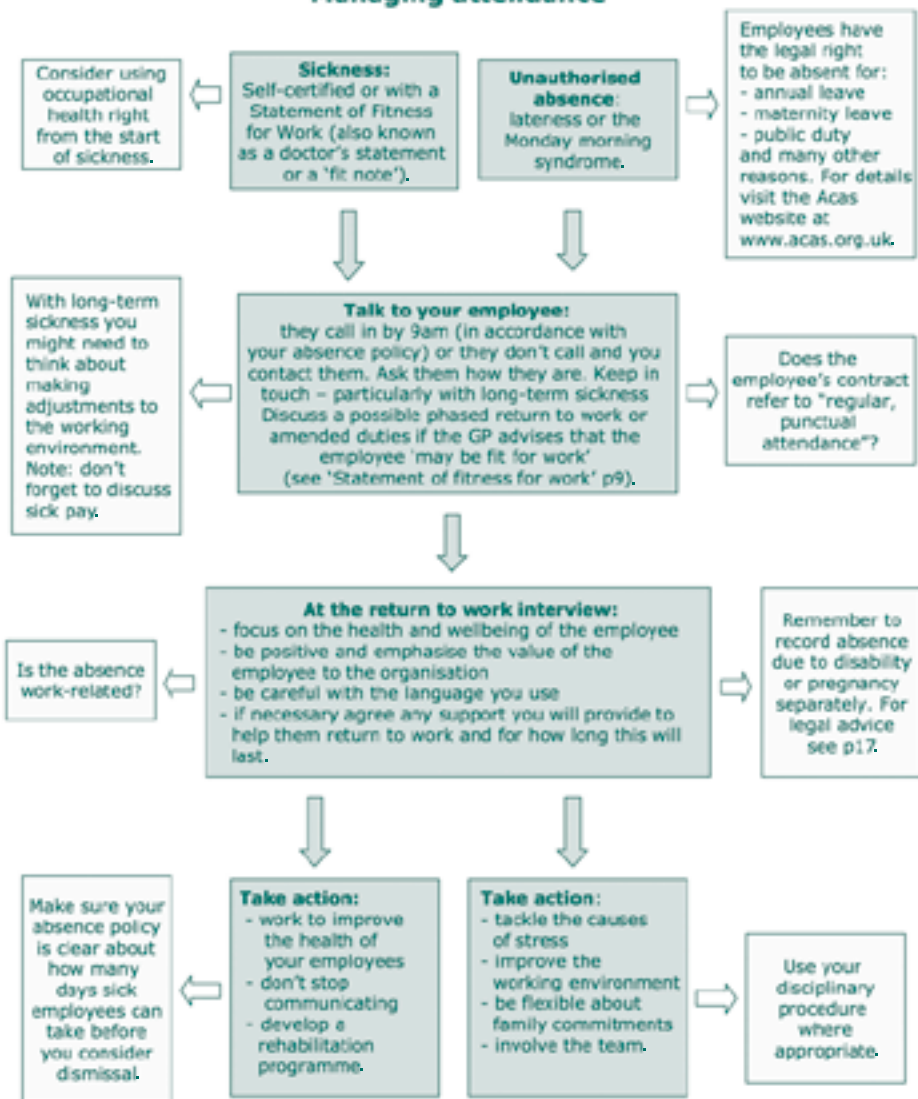 Managing attendance
Consider using
occupational
health right
from the start
of sickness.
Sickness:
Self-certified or with a
Statement of Fitness
for Work (also known
as a doctor's statement
or a 'fit note').
Unauthorised
absence:
lateness or the
Monday morning
syndrome.
Employees have
the legal right
to be absent for:
- annual leave
- maternity leave
- public duty
and many other
reasons. For details
visit the Acas
website at
www.acas.org.uk.
With long-term
sickness you
might need to
think about
making
adjustments to
the working
environment.
Note: don't
forget to discuss
sick pay.
Talk to your employee:
they call in by 9am (in accordance with
your absence policy) or they don't call and you
contact them. Ask them how they are. Keep in
touch – particularly with long-term sickness
Discuss a possible phased return to work or
amended duties if the GP advises that the
employee 'may be fit for work'
(see 'Statement of fitness for work' p9).
Does the
employee's contract
refer to "regular,
punctual
attendance"?
Is the absence
work-related?
At the return to work interview:
- focus on the health and wellbeing of the employee
- be positive and emphasise the value of the
employee to the organisation
- be careful with the language you use
- if necessary agree any support you will provide to
help them return to work and for how long this will
last.
Remember to
record absence
due to disability
or pregnancy
separately. For
legal advice
see p17.
Make sure your
absence policy
is clear about
how many
days sick
employees can
take before
you consider
dismissal.
Take action:
- work to improve
the health of
your employees
- don't stop
communicating
- develop a
rehabilitation
programme.
Take action:
- tackle the causes
of stress
- improve the
working environment
- be flexible about
family commitments
- involve the team.
Use your
disciplinary
procedure
where
appropriate.